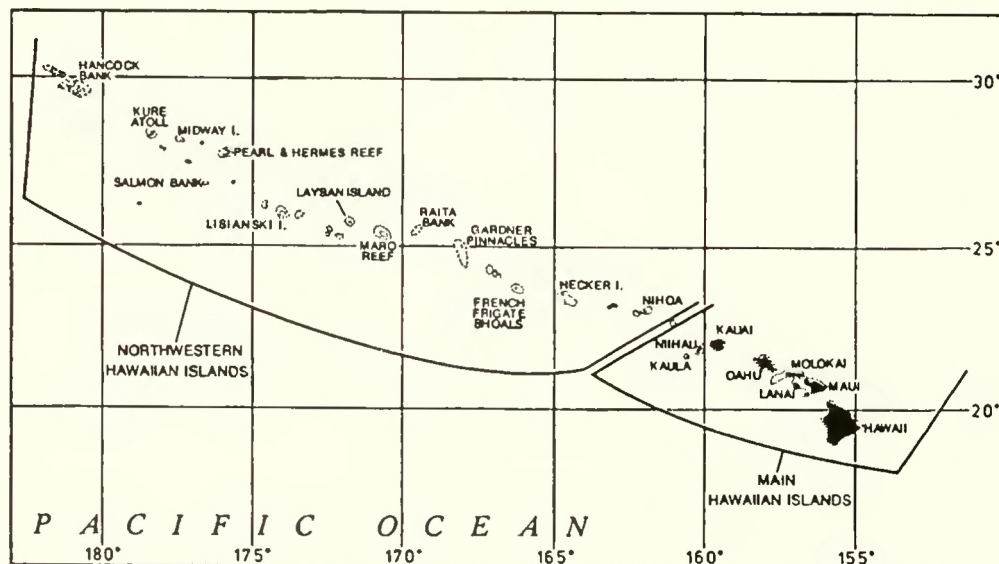 HANCOCK
BANK
30°
KURE
ATOLL
MIDWAY I.
PEARL & HERMES REEF
SALMON BANK
LAYSAN ISLAND
LISIANSKI I.
MARO
REEF
RAITA
BANK
GARDNER
PINNACLES
25°
FRENCH
FRIGATE
SHOALS
NECKER I.
NIHOA
NIIHAU
KAULA
KAUAI
OAHU
MOLOKAI
LANAI
MAUI
20°
HAWAII
NORTHWESTERN
HAWAIIAN ISLANDS
MAIN
HAWAIIAN ISLANDS
PACIFIC OCEAN
180°
175°
170°
165°
160°
155°